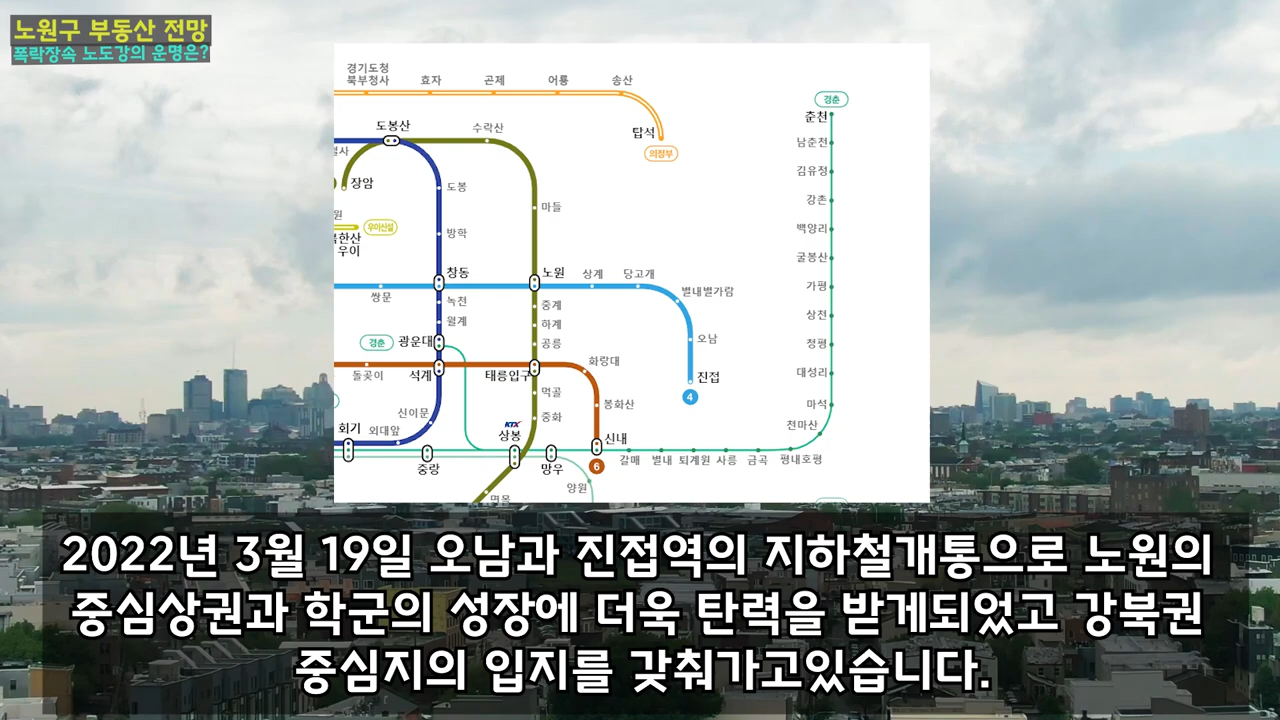 노원구 부동산 전망
폭락장속 노도강의 운명은?
경기도청
북부청사
효자
곤제
어룡
송산
탑석
의정부
도봉산
수락산
장암
도봉
마들
우이신설
우이
방학
창동
노원
상계
당고개
별내별가람
쌍문
녹천
월계
중계
하계
공릉
오남
진접
4
경춘
광운대
화랑대
돌곶이
석계
태릉입구
먹골
봉화산
신이문
중화
회기
외대앞
KTX
상봉
신내
6
중랑
망우
양원
갈매
별내
퇴계원
사릉
금곡
평내호평
천마산
경춘
춘천
남춘천
김유정
강촌
백양리
굴봉산
가평
상천
청평
대성리
마석
2022년 3월 19일 오남과 진접역의 지하철개통으로 노원의
중심상권과 학군의 성장에 더욱 탄력을 받게되었고 강북권
중심지의 입지를 갖춰가고있습니다.